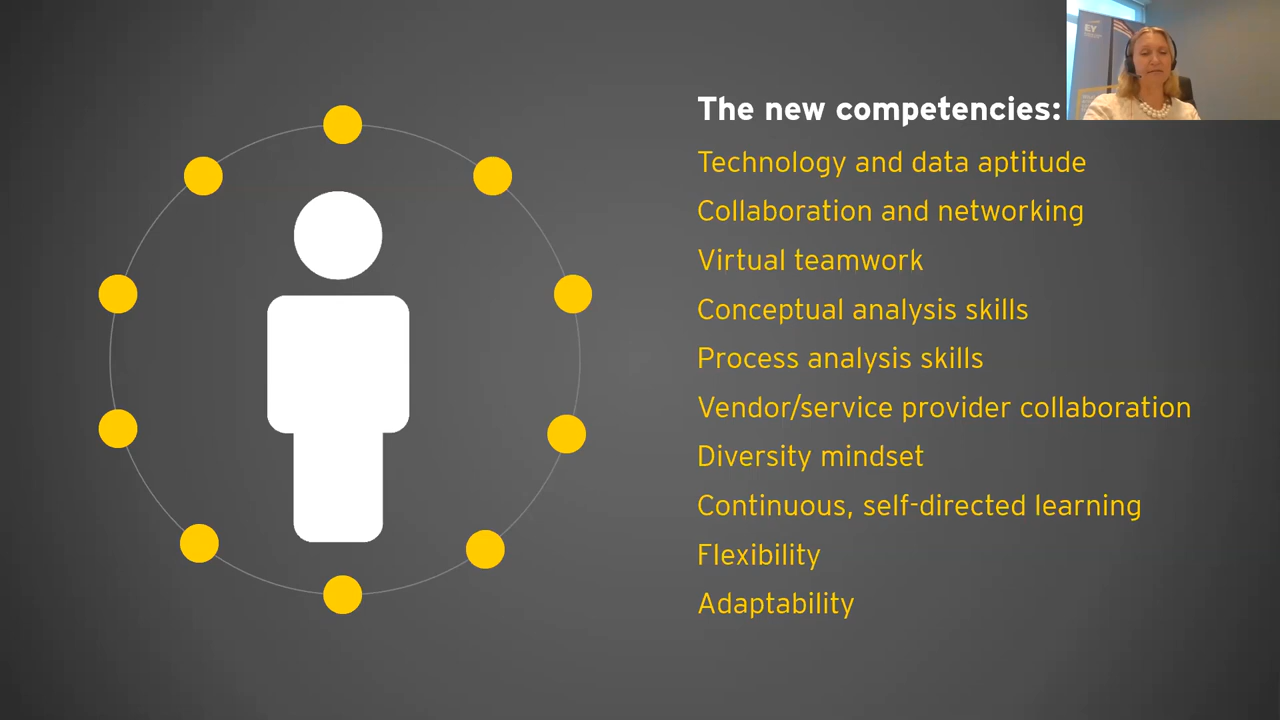 EY
The new competencies:
Technology and data aptitude
Collaboration and networking
Virtual teamwork
Conceptual analysis skills
Process analysis skills
Vendor/service provider collaboration
Diversity mindset
Continuous, self-directed learning
Flexibility
Adaptability